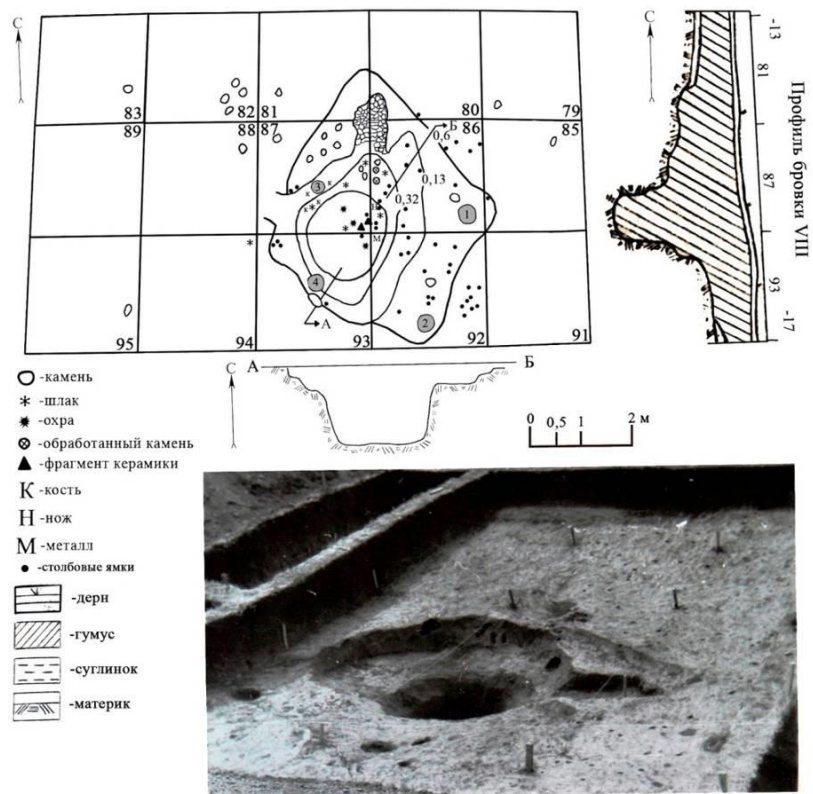 С
83
82
81
80
79
89
88
87
86
85
Б
0,6
0,13
0,32
к
3
к
к
к
Н
1
М
4
А
2
95
94
93
92
91
С
-13
81
87
93
-17
Профиль бровки VIII
С
А
Б
0 0,5 1 2 м
-камень
-шлак
-охра
-обработанный камень
-фрагмент керамики
К -кость
Н -нож
М -металл
-столбовые ямки
-дерн
-гумус
-суглинок
-материк